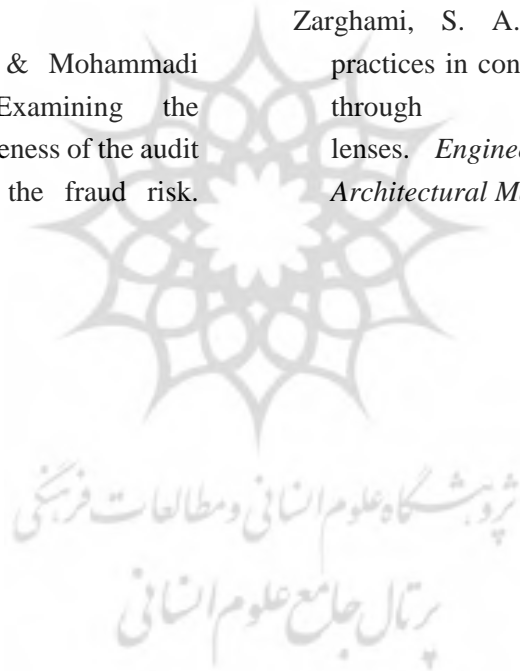 & Mohammadi
Examining the
eness of the audit
the fraud risk.
Zarghami, S. A.
practices in con
through
lenses. Enginee
Architectural M
پژوهشگاه علوم انسانی و مطالعات فرهنگی
پرتال جامع علوم انسانی